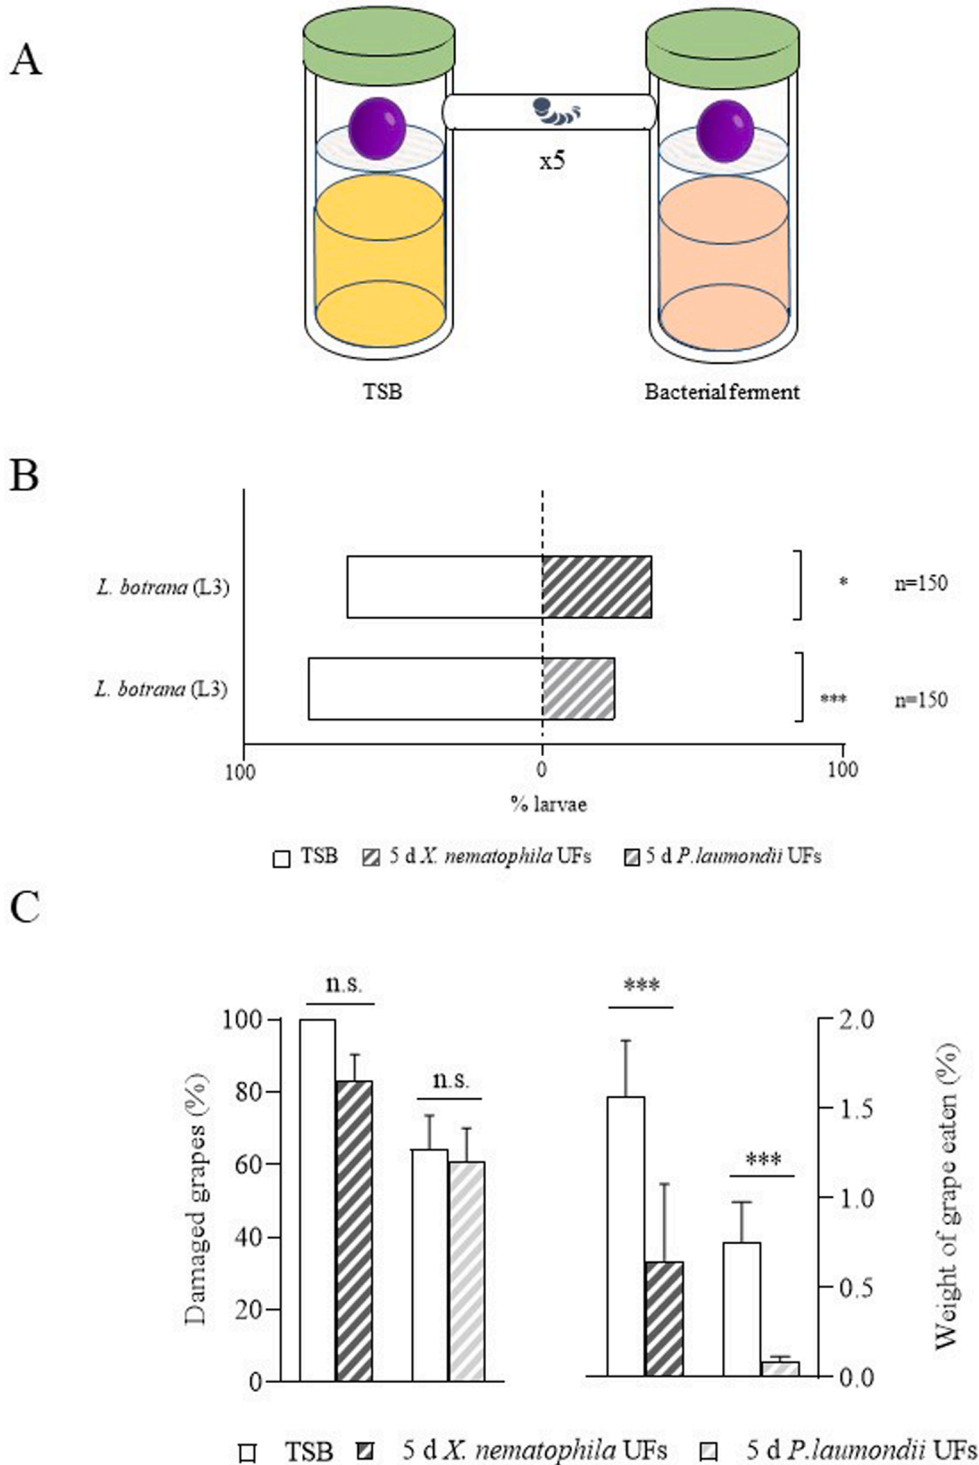 A
x5
TSB
Bacterial ferment
B
L. botrana (L3)
*
n=150
L. botrana (L3)
***
n=150
100
0
100
% larvae
TSB
5 d X. nematophila UFs
5 d P.laumondii UFs
C
n.s.
n.s.
Damaged grapes (%)
100
80
60
40
20
0
***
***
2.0
1.5
1.0
0.5
0.0
Weight of grape eaten (%)
TSB
5 d X. nematophila UFs
5 d P.laumondii UFs